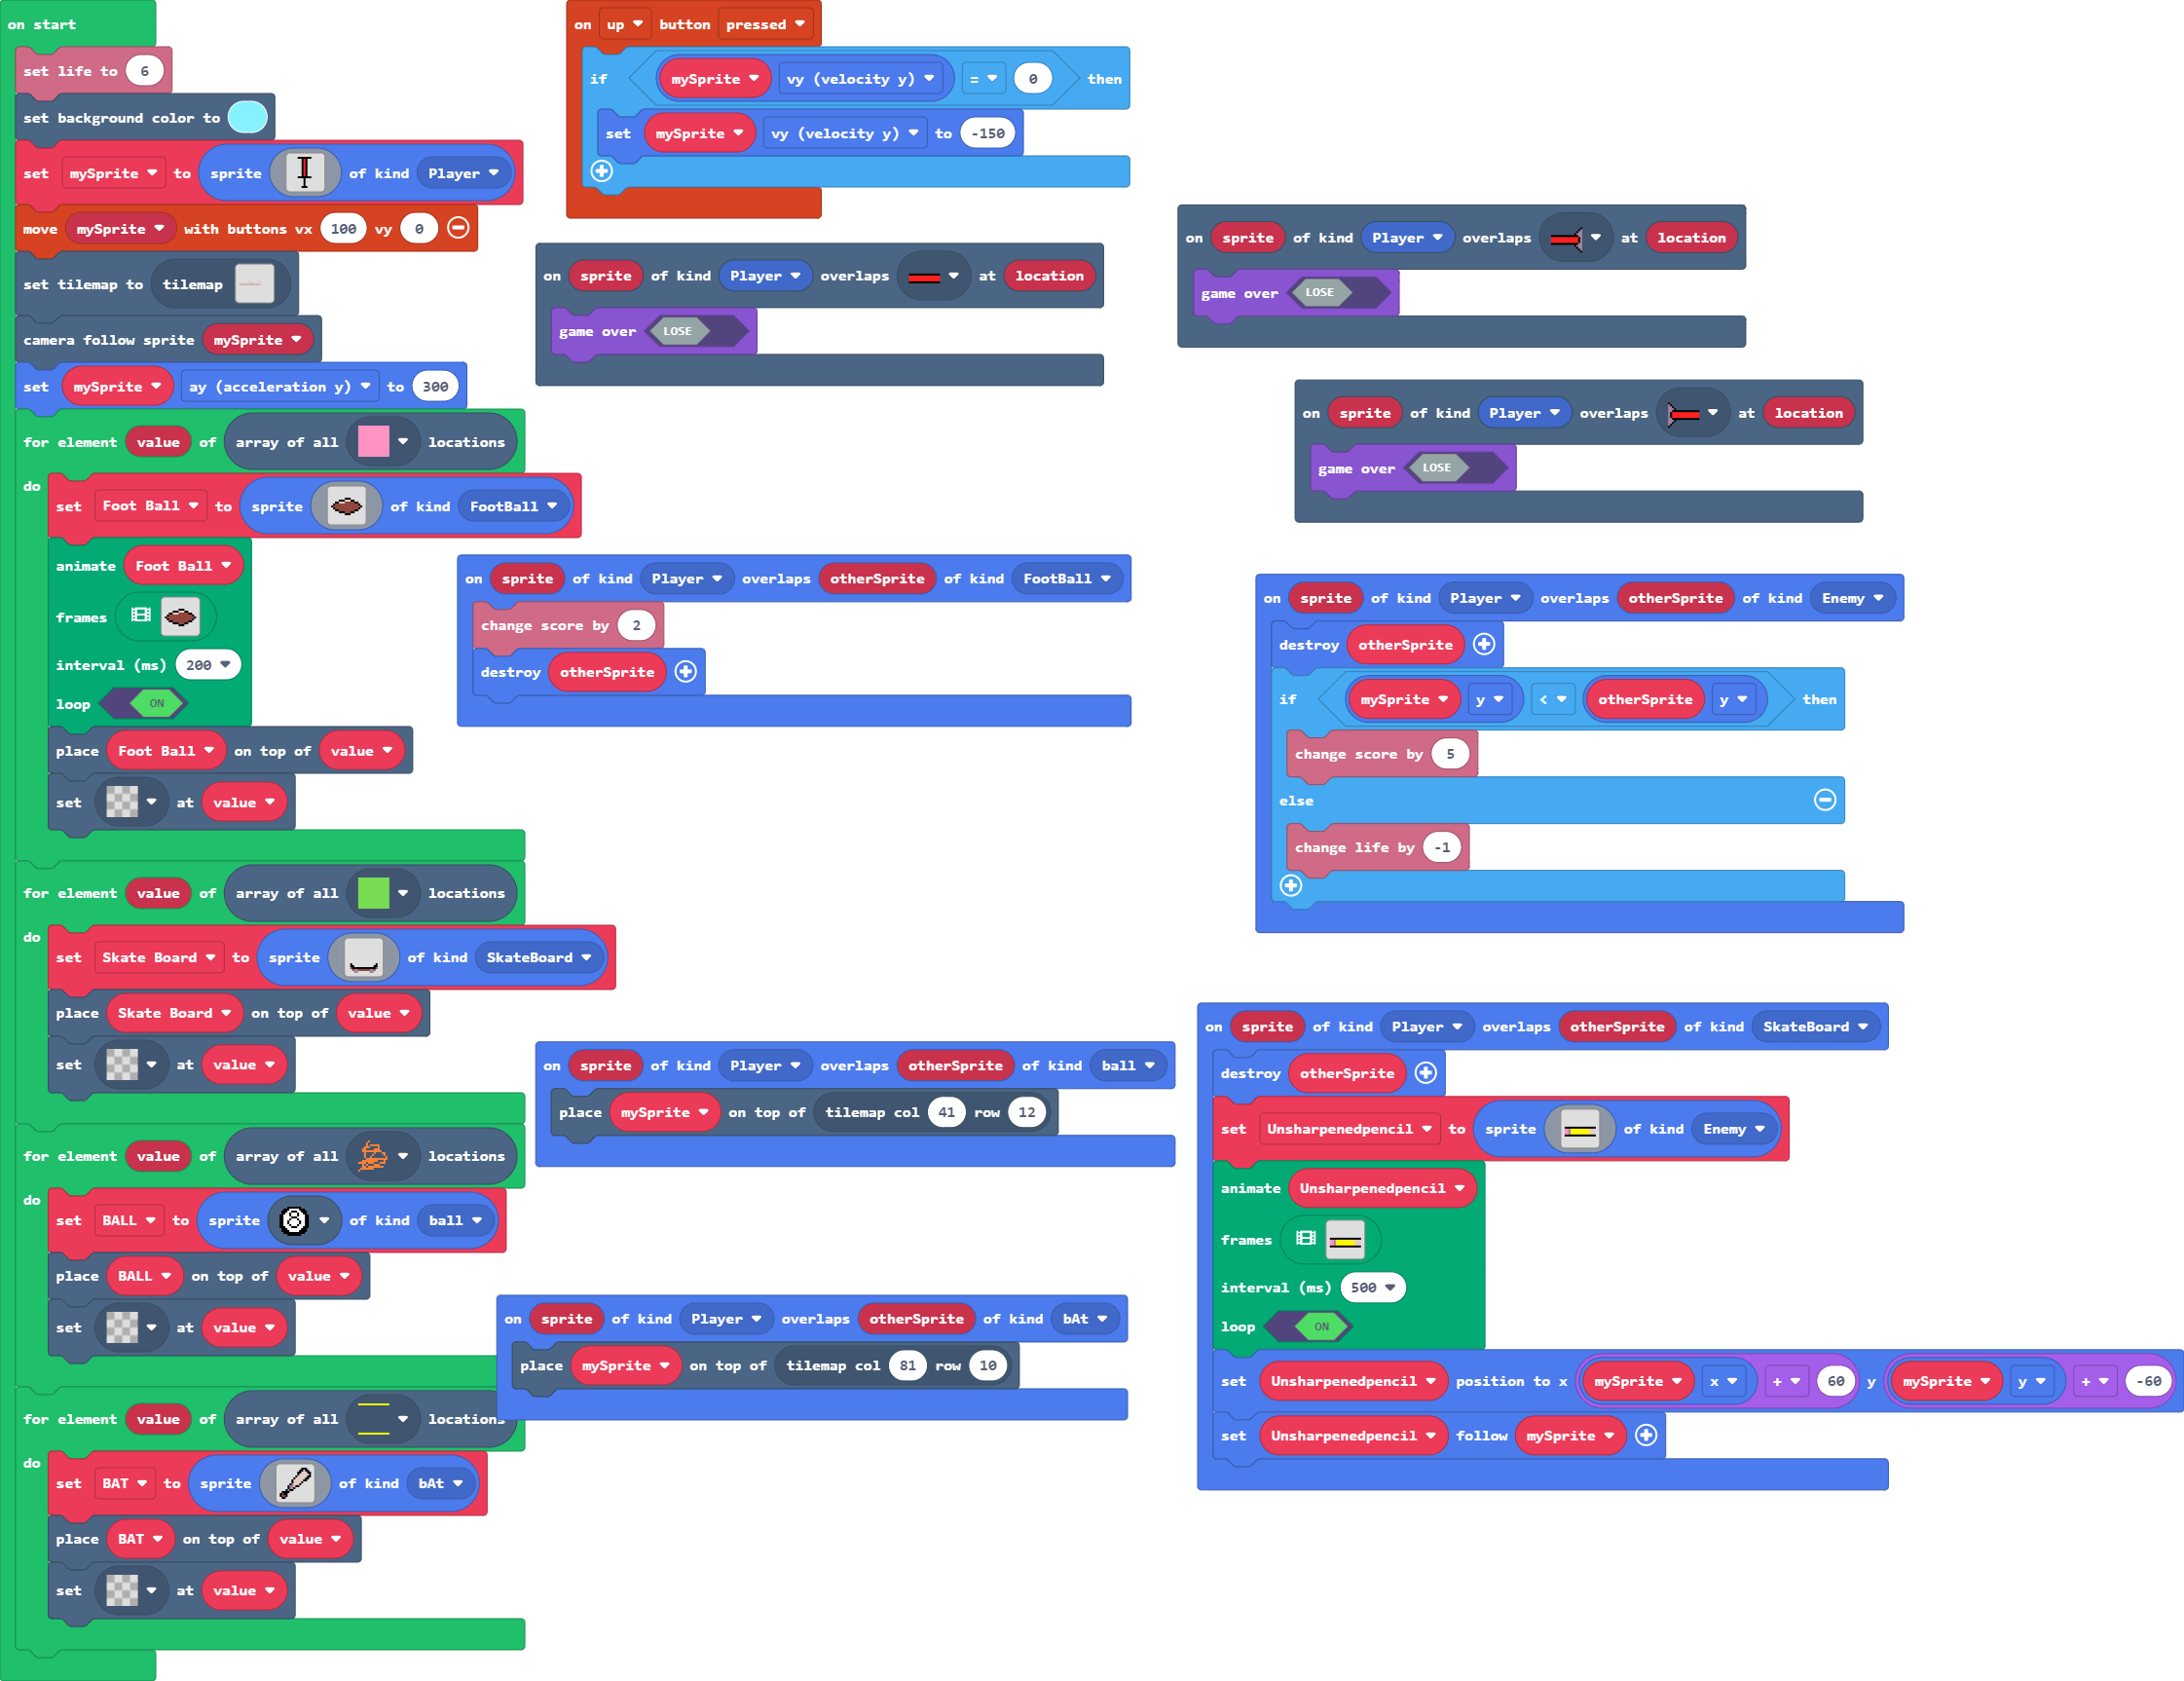 on start
set life to 6
set background color to
set mySprite to sprite of kind Player
move mySprite with buttons vx 100 vy 0
set tilemap to tilemap
camera follow sprite mySprite
set mySprite ay (acceleration y) to 300
for element value of array of all locations
do
set Foot Ball to sprite of kind FootBall
animate Foot Ball
frames
interval (ms) 200
loop ON
place Foot Ball on top of value
set at value
for element value of array of all locations
do
set Skate Board to sprite of kind SkateBoard
place Skate Board on top of value
set at value
for element value of array of all locations
do
set BALL to sprite 8 of kind ball
place BALL on top of value
set at value
for element value of array of all locations
do
set BAT to sprite of kind bAt
place BAT on top of value
set at value
on up button pressed
if mySprite vy (velocity y) = 0 then
set mySprite vy (velocity y) to -150
on sprite of kind Player overlaps at location
game over LOSE
on sprite of kind Player overlaps otherSprite of kind FootBall
change score by 2
destroy otherSprite
on sprite of kind Player overlaps otherSprite of kind ball
place mySprite on top of tilemap col 41 row 12
on sprite of kind Player overlaps otherSprite of kind bAt
place mySprite on top of tilemap col 81 row 10
on sprite of kind Player overlaps at location
game over LOSE
on sprite of kind Player overlaps at location
game over LOSE
on sprite of kind Player overlaps otherSprite of kind Enemy
destroy otherSprite
if mySprite y < otherSprite y then
change score by 5
else
change life by -1
on sprite of kind Player overlaps otherSprite of kind SkateBoard
destroy otherSprite
set Unsharpenedpencil to sprite of kind Enemy
animate Unsharpenedpencil
frames
interval (ms) 500
loop ON
set Unsharpenedpencil position to x mySprite x + 60 y mySprite y + -60
set Unsharpenedpencil follow mySprite